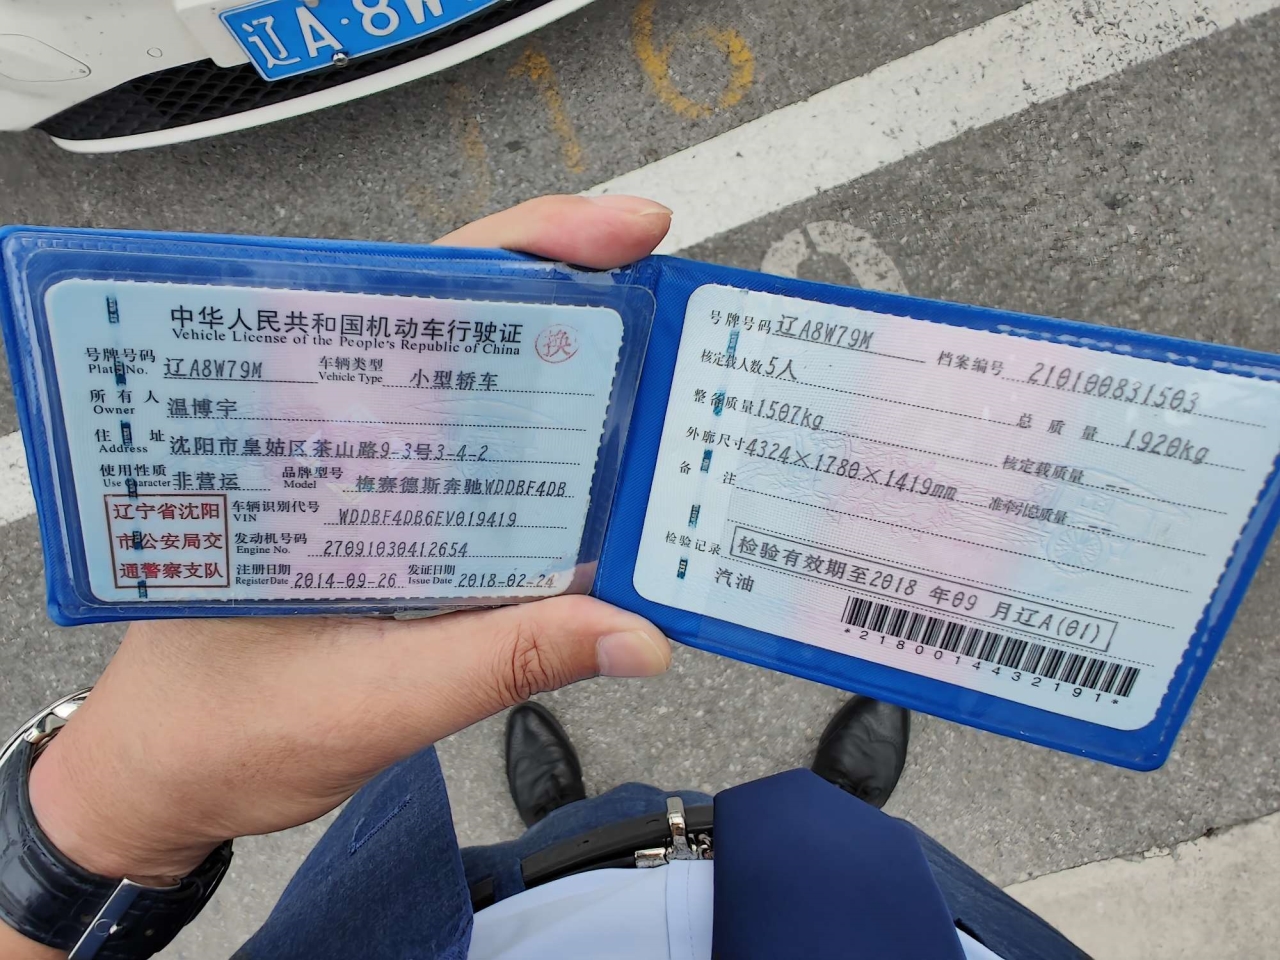 辽A·8W
16
中华人民共和国机动车行驶证
Vehicle License of the People's Republic of China
换
号牌号码 辽A8W79M 车辆类型 小型轿车
Plate No. Vehicle Type
所有人 温博宇
Owner
住址 沈阳市皇姑区茶山路9-3号3-4-2
Address
使用性质 非营运 品牌型号 梅赛德斯奔驰WDDBF4DB
Use Character Model
辽宁省沈阳
市公安局交
通警察支队
车辆识别代号 WDDBF4DB6EV019419
VIN
发动机号码 27091030412654
Engine No.
注册日期 2014-09-26 发证日期 2018-02-24
Register Date Issue Date
号牌号码 辽A8W79M 档案编号 210100831503
核定载人数 5人 总质量 1920kg
整备质量 1507kg 核定载质量 --
外廓尺寸 4324×1780×1419mm 准牵引总质量 --
备注
检验记录 检验有效期至2018 年09 月辽A(01)
汽油
*2180014432191*